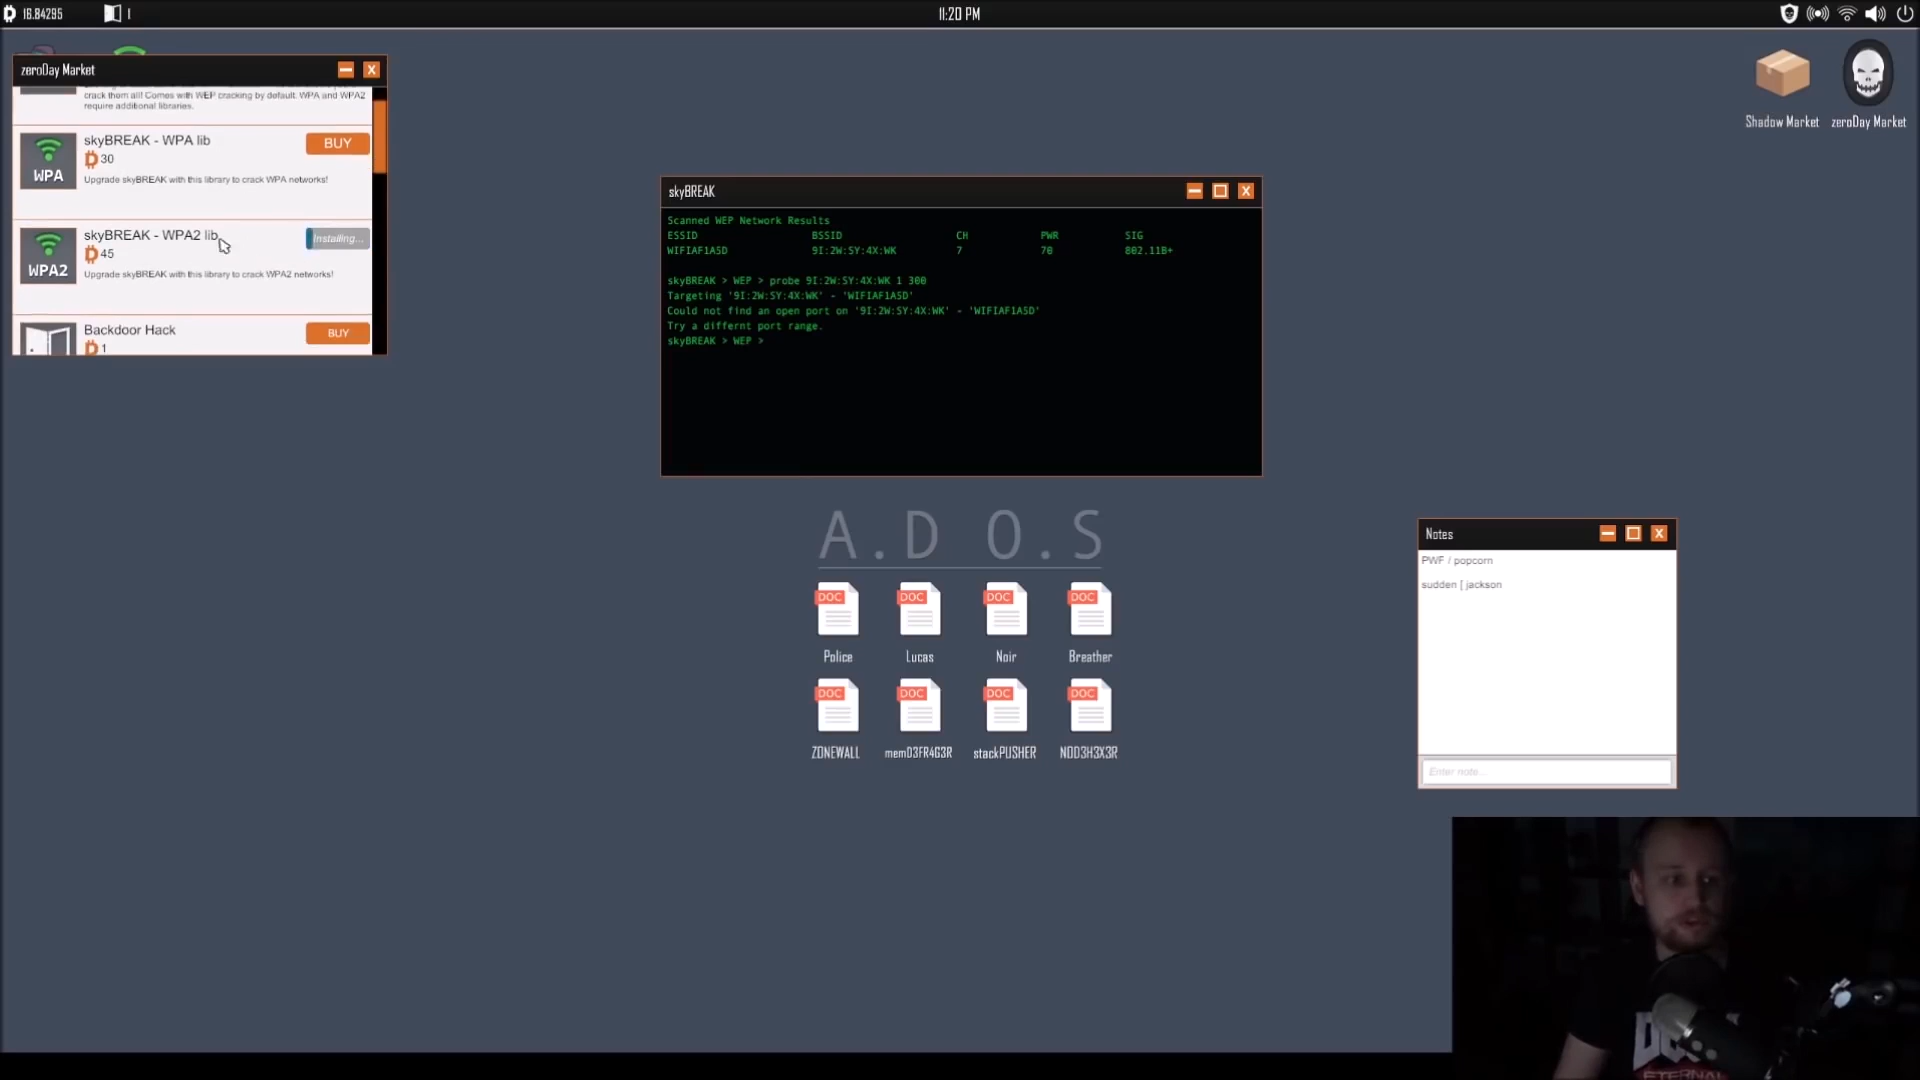 16.84295
1
11:20 PM
zeroDay Market
crack them all! Comes with WEP cracking by default. WPA and WPA2
require additional libraries.
WPA
skyBREAK - WPA lib
30
Upgrade skyBREAK with this library to crack WPA networks!
BUY
WPA2
skyBREAK - WPA2 lib
45
Upgrade skyBREAK with this library to crack WPA2 networks!
Installing...
Backdoor Hack
1
BUY
Shadow Market
zeroDay Market
skyBREAK
Scanned WEP Network Results
ESSID BSSID CH PWR SIG
WIFIAF1A5D 9I:2W:SY:4X:WK 7 70 802.11B+
skyBREAK > WEP > probe 9I:2W:SY:4X:WK 1 300
Targeting '9I:2W:SY:4X:WK' - 'WIFIAF1A5D'
Could not find an open port on '9I:2W:SY:4X:WK' - 'WIFIAF1A5D'
Try a differnt port range.
skyBREAK > WEP >
A.D O.S
DOC DOC DOC DOC
Police Lucas Noir Breather
DOC DOC DOC DOC
ZONEWALL memD3FR4G3R stackPUSHER N0D3H3X3R
Notes
PWF / popcorn
sudden [ jackson
Enter note...
ETERNAL